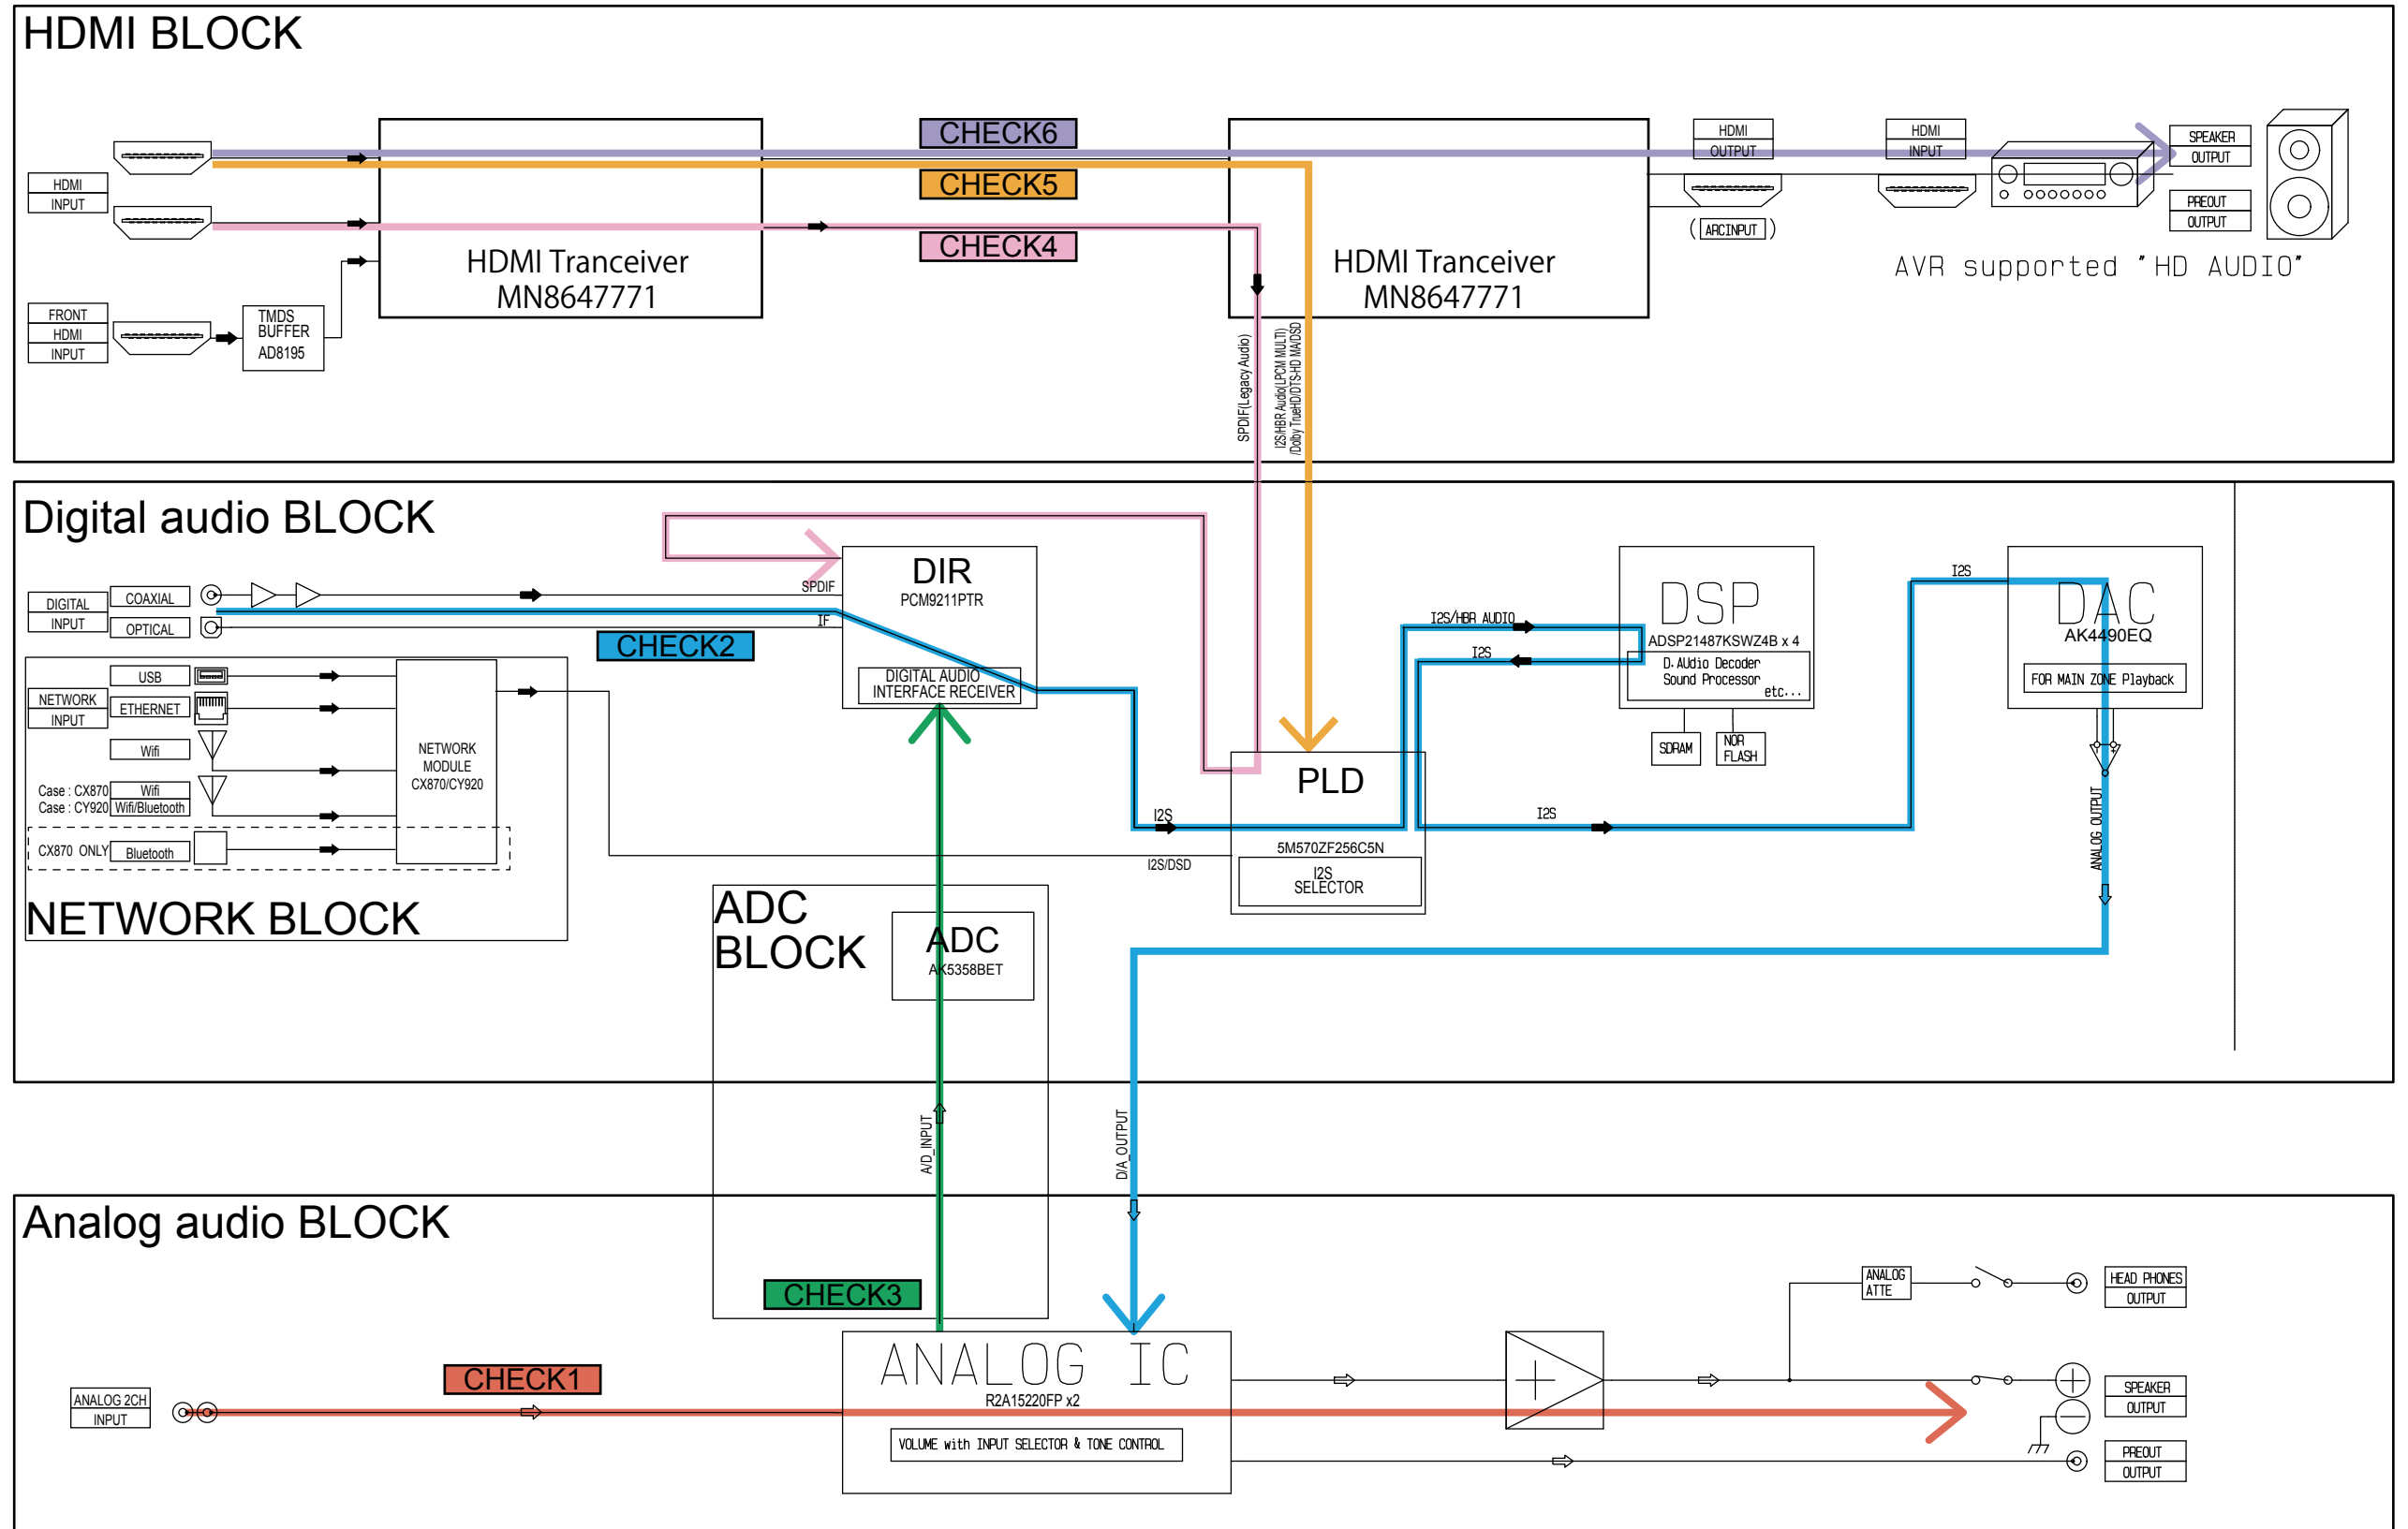 HDMI BLOCK
HDMI
INPUT
FRONT
HDMI
INPUT
TMDS
BUFFER
AD8195
HDMI Tranceiver
MN8647771
CHECK6
CHECK5
CHECK4
HDMI Tranceiver
MN8647771
SPDIF(Legacy Audio)
I2S/HBR Audio(LPCM MULTI)
/Dolby TrueHD/DTS-HD MA/DSD
HDMI
OUTPUT
( ARCINPUT )
HDMI
INPUT
SPEAKER
OUTPUT
PREOUT
OUTPUT
AVR supported "HD AUDIO"
Digital audio BLOCK
DIGITAL
INPUT
COAXIAL
OPTICAL
SPDIF
IF
CHECK2
DIR
PCM9211PTR
DIGITAL AUDIO
INTERFACE RECEIVER
NETWORK
INPUT
USB
ETHERNET
Wifi
Case : CX870
Wifi
Case : CY920
Wifi/Bluetooth
CX870 ONLY
Bluetooth
NETWORK
MODULE
CX870/CY920
NETWORK BLOCK
I2S
I2S/DSD
PLD
5M570ZF256C5N
I2S
SELECTOR
I2S/HBR AUDIO
I2S
I2S
DSP
ADSP21487KSWZ4B x 4
D.AUdio Decoder
Sound Processor
etc...
SDRAM
NOR
FLASH
I2S
DAC
AK4490EQ
FOR MAIN ZONE Playback
ANALOG OUTPUT
ADC
BLOCK
ADC
AK5358BET
A/D_INPUT
D/A_OUTPUT
CHECK3
Analog audio BLOCK
ANALOG 2CH
INPUT
CHECK1
ANALOG IC
R2A15220FP x2
VOLUME with INPUT SELECTOR & TONE CONTROL
ANALOG
ATTE
HEAD PHONES
OUTPUT
SPEAKER
OUTPUT
PREOUT
OUTPUT